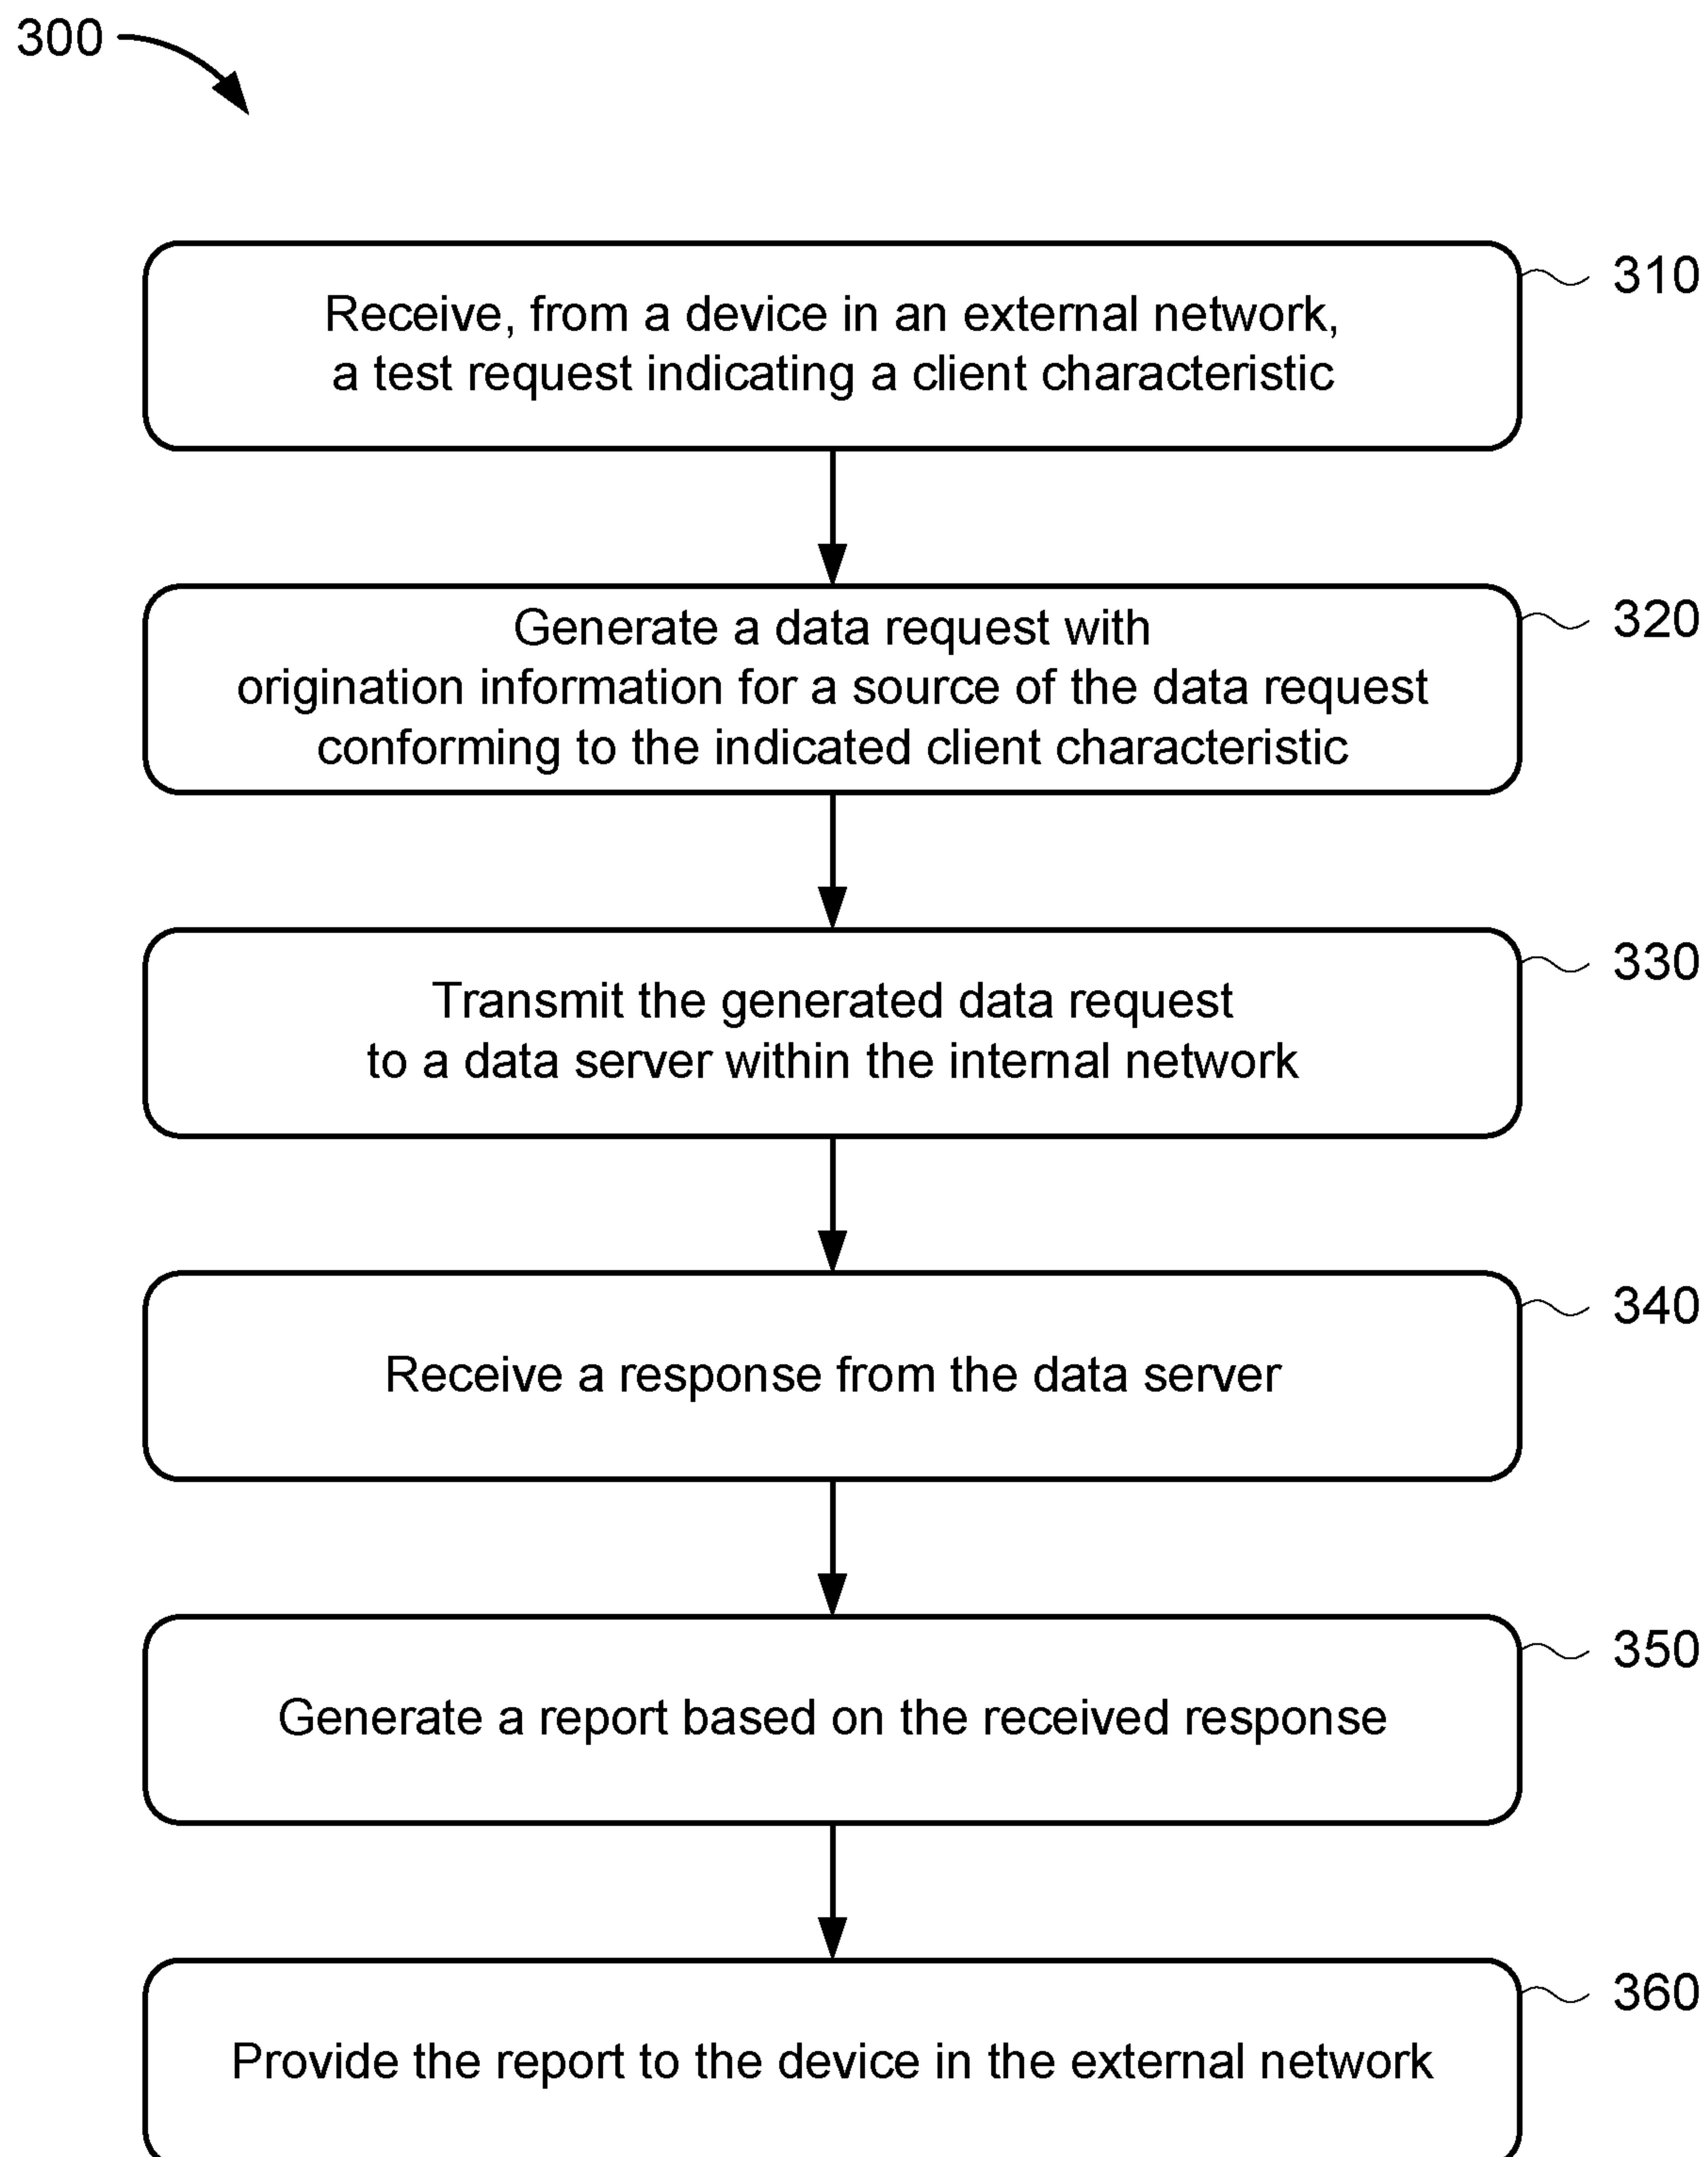 300
310
Receive, from a device in an external network,
a test request indicating a client characteristic
320
Generate a data request with
origination information for a source of the data request
conforming to the indicated client characteristic
330
Transmit the generated data request
to a data server within the internal network
340
Receive a response from the data server
350
Generate a report based on the received response
360
Provide the report to the device in the external network